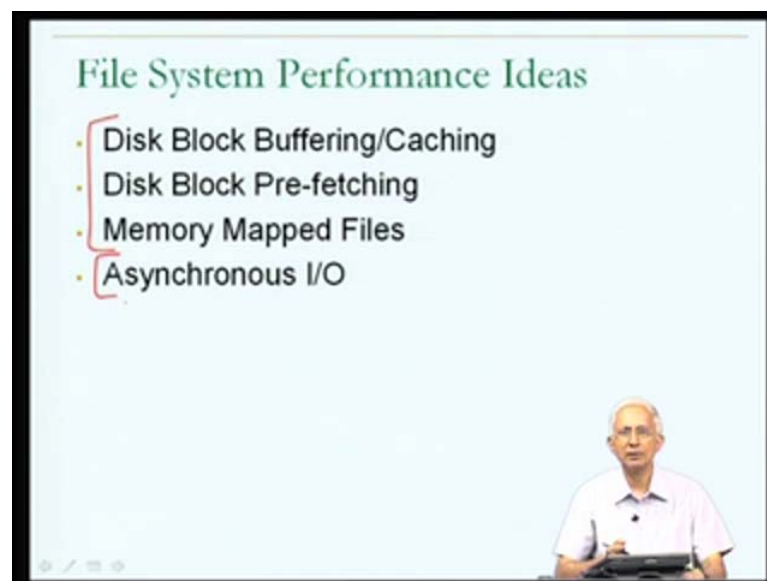 File System Performance Ideas
Disk Block Buffering/Caching
Disk Block Pre-fetching
Memory Mapped Files
Asynchronous I/O